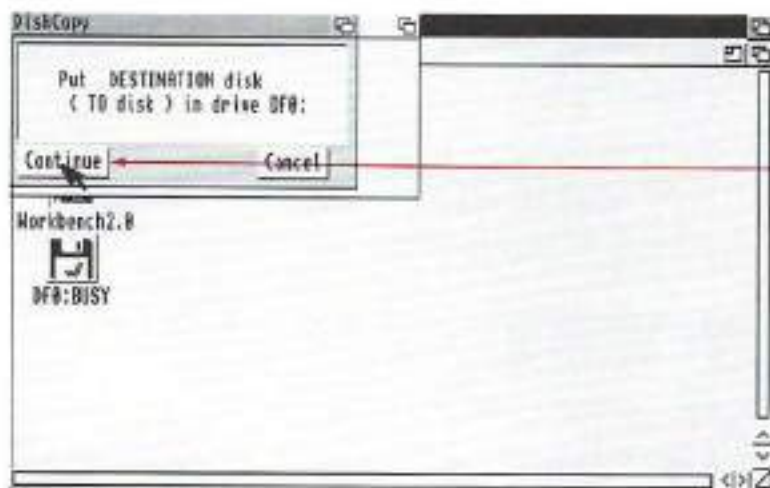 DiskCopy
Put DESTINATION disk
( TO disk ) in drive DF0:
Continue
Cancel
Workbench2.0
DF0:BUSY